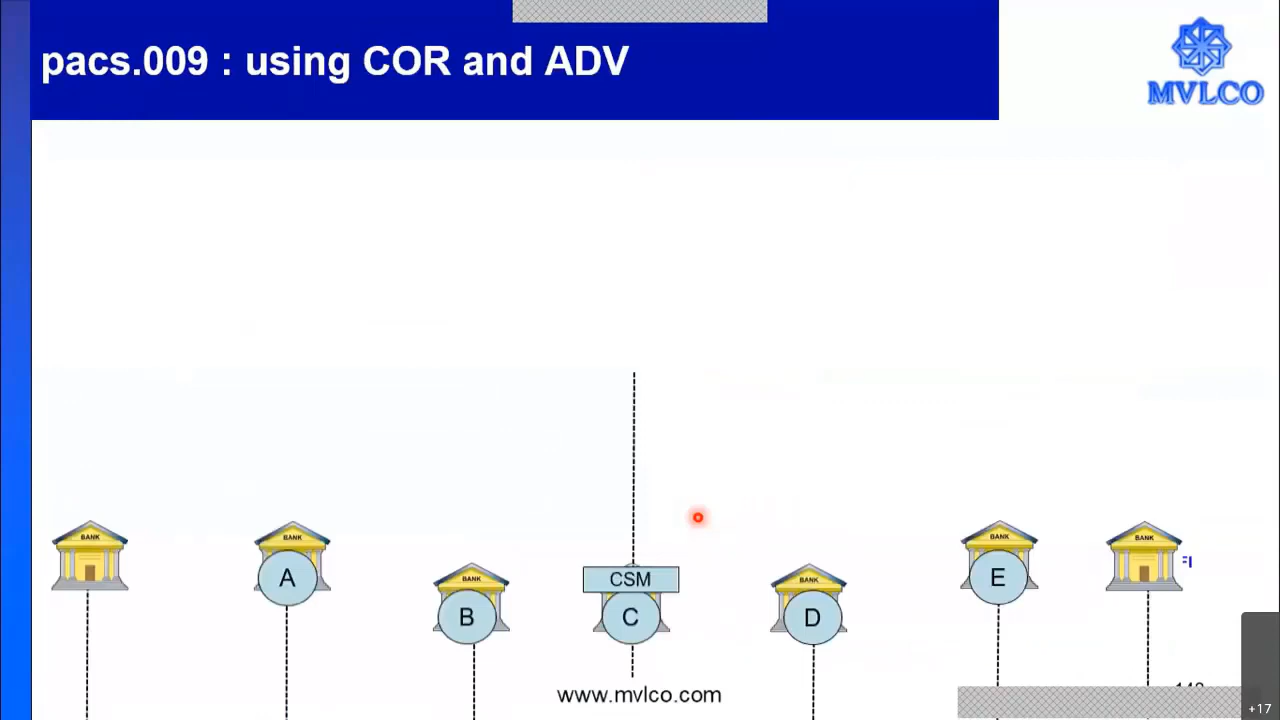 pacs.009 : using COR and ADV
MVLCO
BANK
BANK
BANK
BANK
BANK
BANK
A
CSM
E
B
C
D
www.mvlco.com
+17